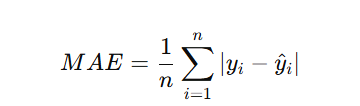 MAE = \frac{1}{n} \sum_{i=1}^{n} |y_i - \hat{y}_i|